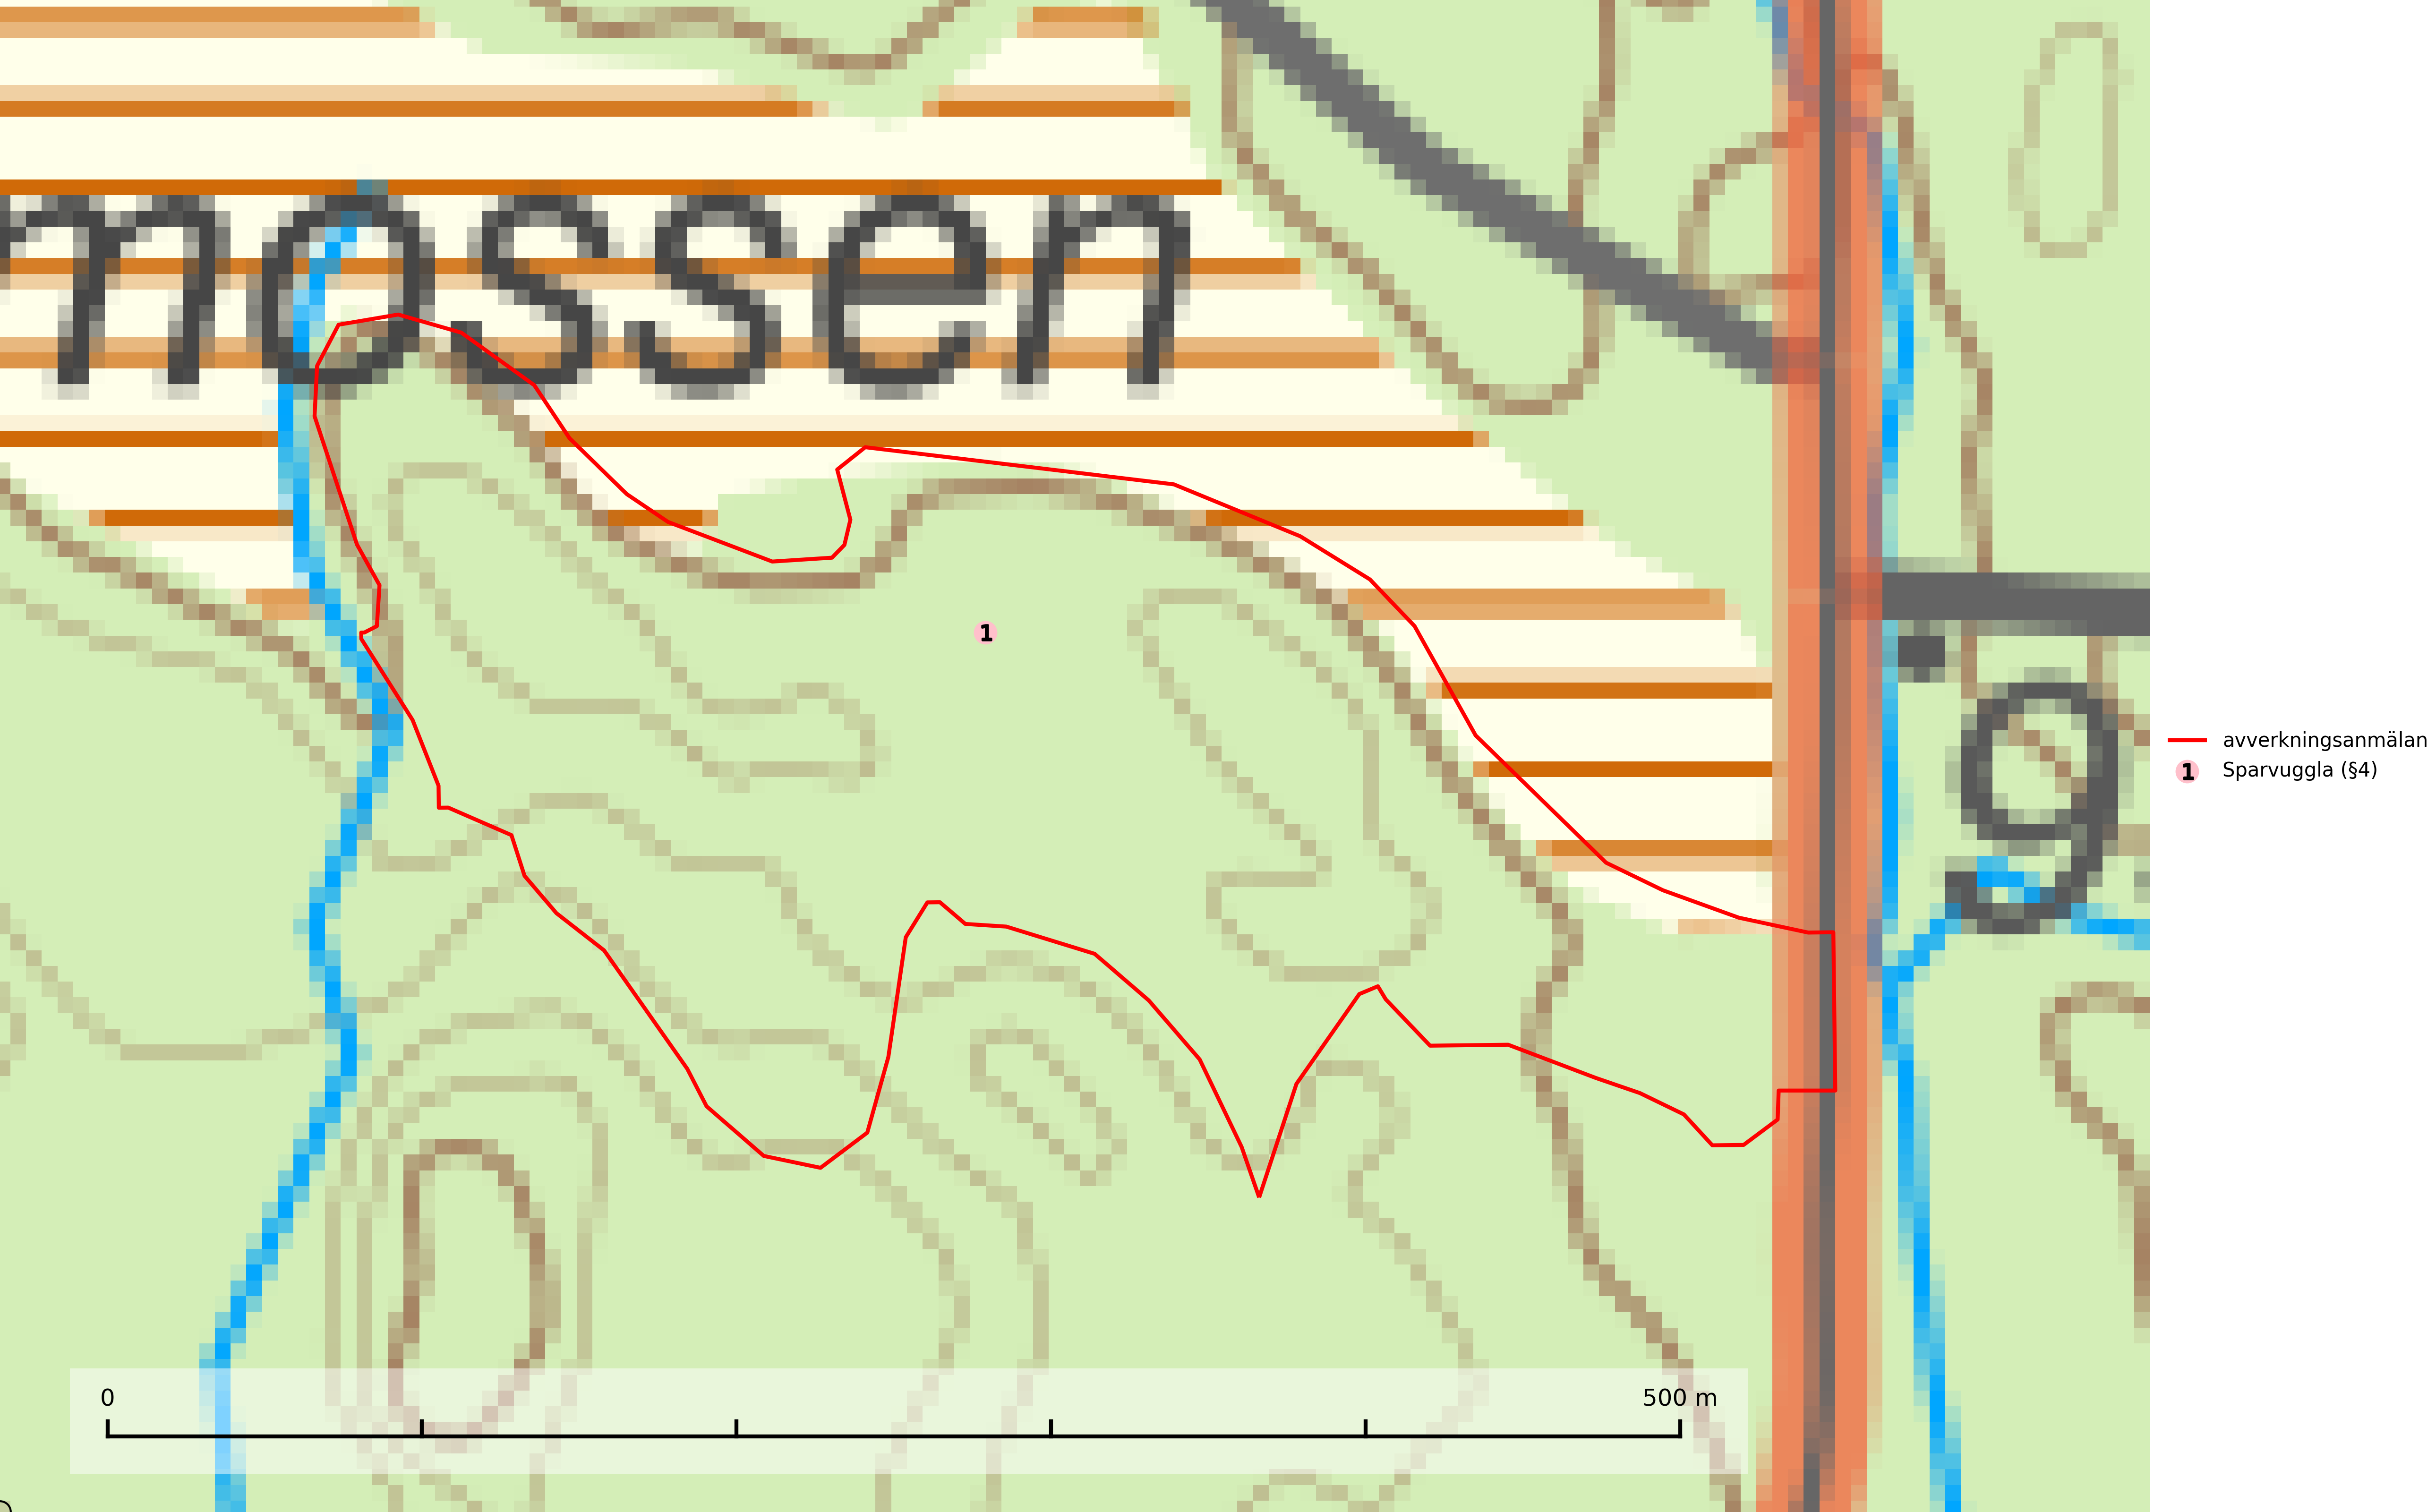 mossen
1
9
avverkningsanmälan
1 Sparvuggla (§4)
0 500 m